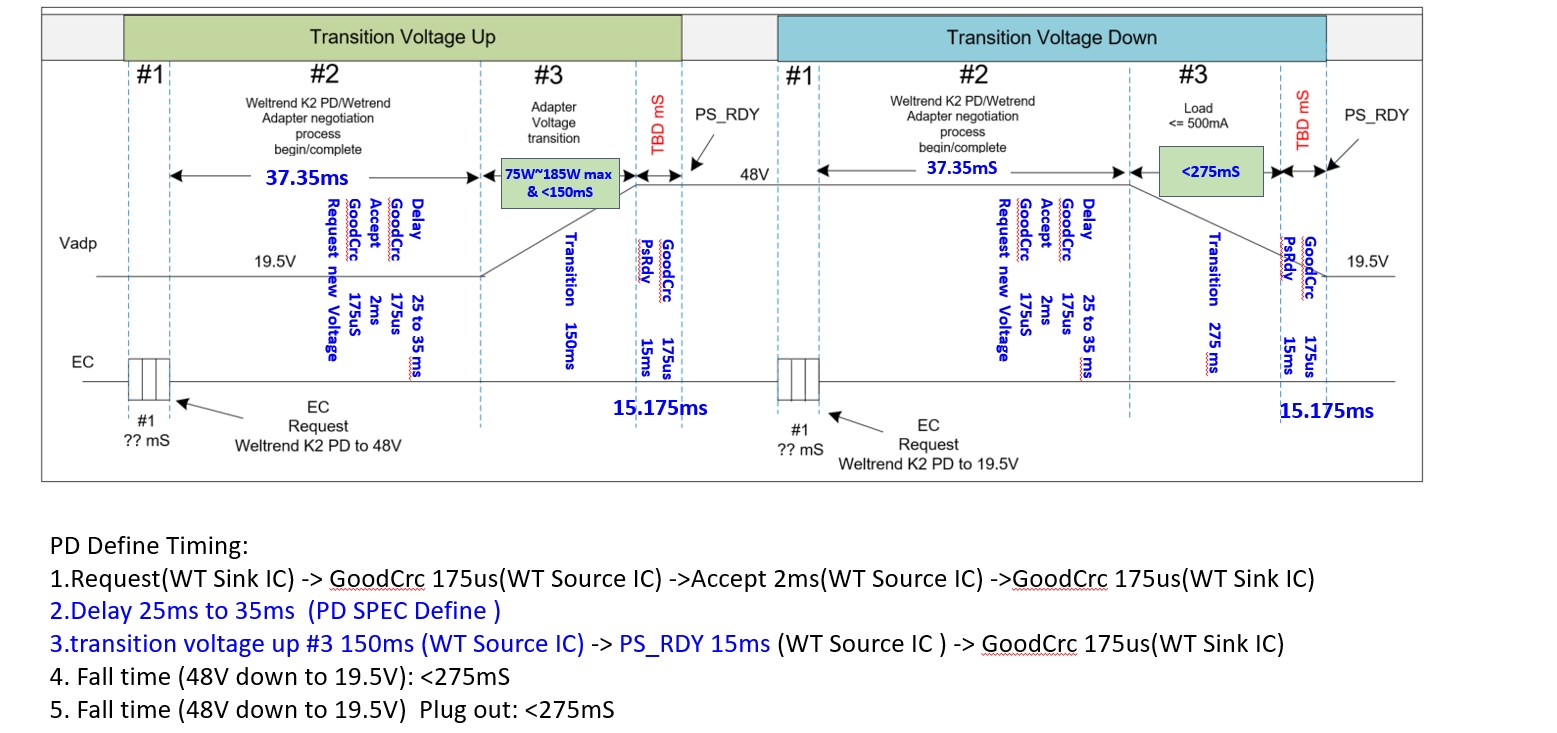 Transition Voltage Up
Transition Voltage Down
#1
#2
#3
#1
#2
#3
Weltrend K2 PD/Wetrend
Adapter negotiation
process
begin/complete
Adapter
Voltage
transition
TBD mS
PS_RDY
Weltrend K2 PD/Wetrend
Adapter negotiation
process
begin/complete
Load
<= 500mA
TBD mS
PS_RDY
37.35ms
75W~185W max
& <150mS
48V
37.35mS
<275mS
Delay 25 to 35 ms
GoodCrc 175us
Accept 2ms
GoodCrc 175uS
Request new Voltage
Transition 150ms
GoodCrc 175us
PsRdy 15ms
Delay 25 to 35 ms
GoodCrc 175us
Accept 2ms
GoodCrc 175uS
Request new Voltage
Transition 275 ms
GoodCrc 175us
PsRdy 15ms
Vadp
19.5V
19.5V
EC
15.175ms
15.175ms
#1
?? mS
EC
Request
Weltrend K2 PD to 48V
#1
?? mS
EC
Request
Weltrend K2 PD to 19.5V
PD Define Timing:
1.Request(WT Sink IC) -> GoodCrc 175us(WT Source IC) ->Accept 2ms(WT Source IC) ->GoodCrc 175us(WT Sink IC)
2.Delay 25ms to 35ms (PD SPEC Define )
3.transition voltage up #3 150ms (WT Source IC) -> PS_RDY 15ms (WT Source IC ) -> GoodCrc 175us(WT Sink IC)
4. Fall time (48V down to 19.5V): <275mS
5. Fall time (48V down to 19.5V) Plug out: <275mS